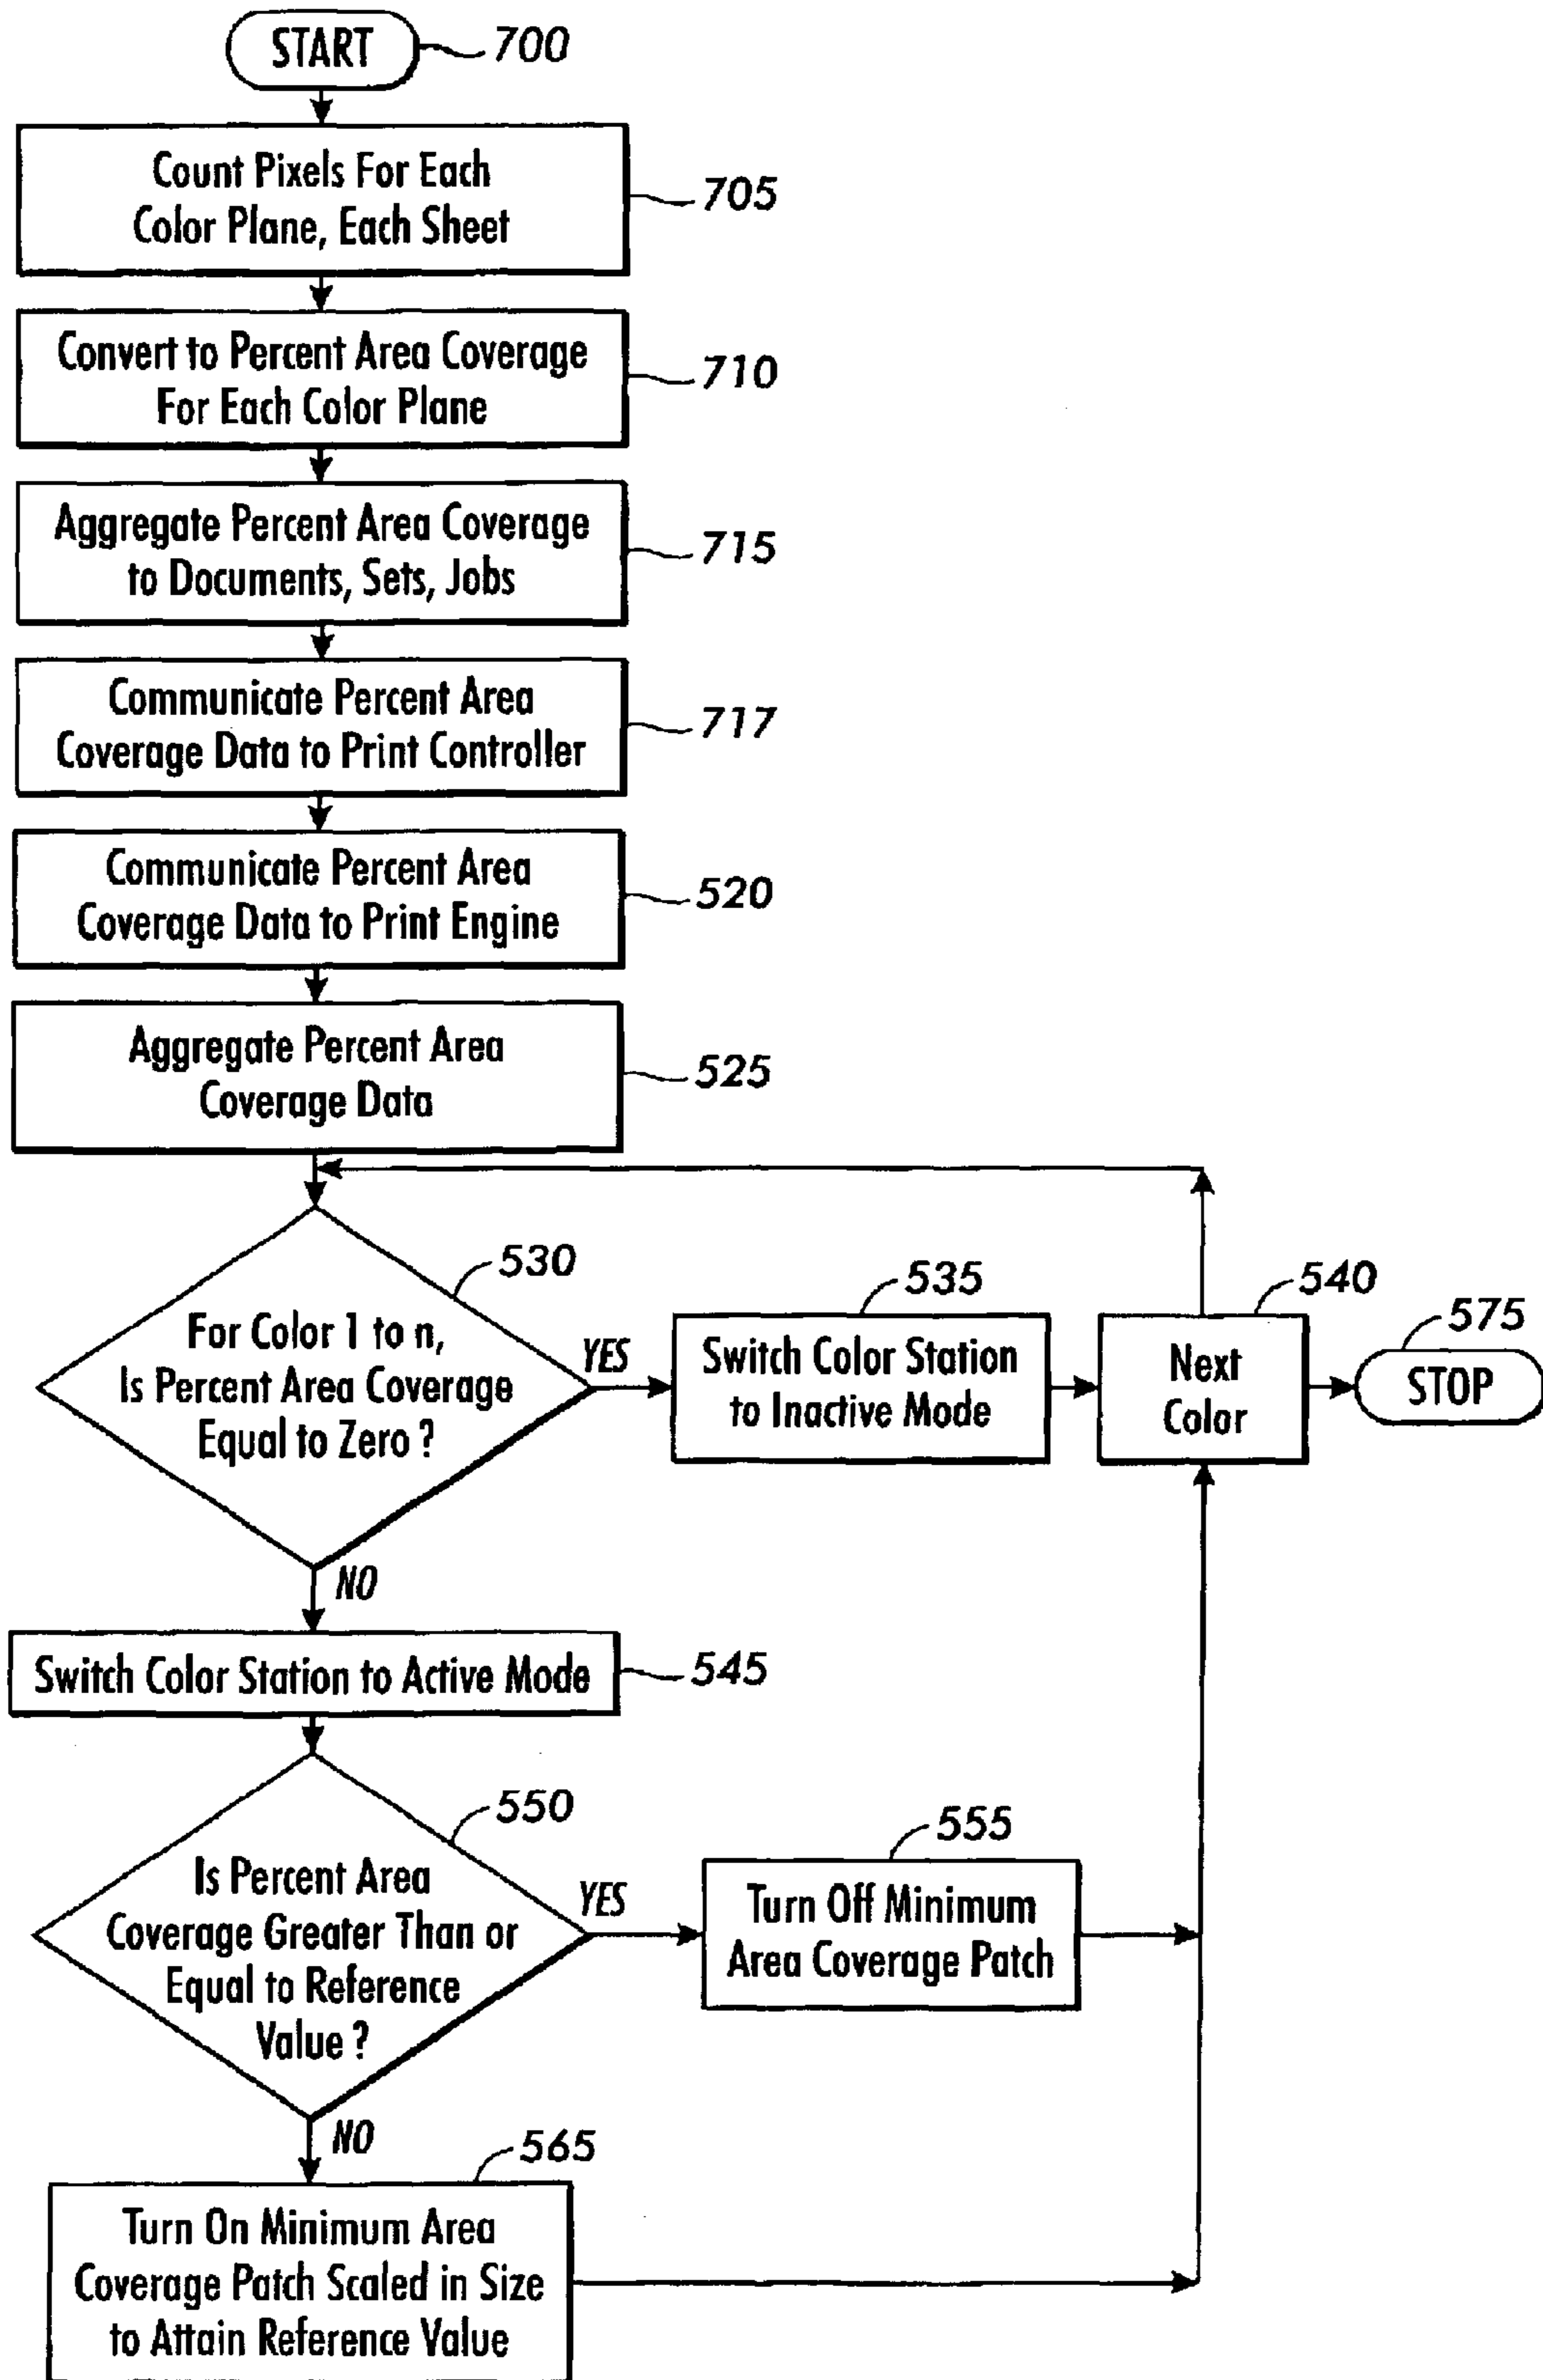 START
700
Count Pixels For Each
Color Plane, Each Sheet
705
Convert to Percent Area Coverage
For Each Color Plane
710
Aggregate Percent Area Coverage
to Documents, Sets, Jobs
715
Communicate Percent Area
Coverage Data to Print Controller
717
Communicate Percent Area
Coverage Data to Print Engine
520
Aggregate Percent Area
Coverage Data
525
For Color 1 to n,
Is Percent Area Coverage
Equal to Zero ?
530
YES
Switch Color Station
to Inactive Mode
535
Next
Color
540
STOP
575
NO
Switch Color Station to Active Mode
545
Is Percent Area
Coverage Greater Than or
Equal to Reference
Value ?
550
YES
Turn Off Minimum
Area Coverage Patch
555
NO
Turn On Minimum Area
Coverage Patch Scaled in Size
to Attain Reference Value
565